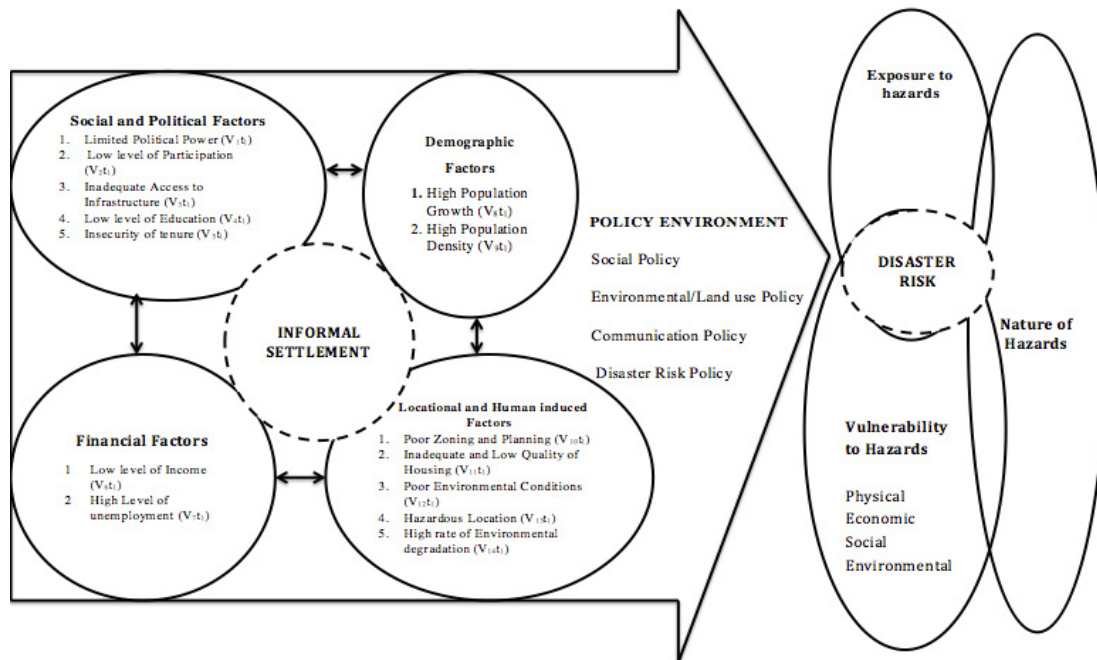 Social and Political Factors
1. Limited Political Power (V₁t₁)
2. Low level of Participation
(V₂t₁)
3. Inadequate Access to
Infrastructure (V₃t₁)
4. Low level of Education (V₄t₁)
5. Insecurity of tenure (V₅t₁)
Demographic
Factors
1. High Population
Growth (V₈t₁)
2. High Population
Density (V₉t₁)
INFORMAL
SETTLEMENT
Financial Factors
1 Low level of Income
(V₆t₁)
2 High Level of
unemployment (V₇t₁)
Locational and Human induced
Factors
1. Poor Zoning and Planning (V₁₀t₁)
2. Inadequate and Low Quality of
Housing (V₁₁t₁)
3. Poor Environmental Conditions
(V₁₂t₁)
4. Hazardous Location (V₁₃t₁)
5. High rate of Environmental
degradation (V₁₄t₁)
POLICY ENVIRONMENT
Social Policy
Environmental/Land use Policy
Communication Policy
Disaster Risk Policy
Exposure to
hazards
DISASTER
RISK
Nature of
Hazards
Vulnerability
to Hazards
Physical
Economic
Social
Environmental